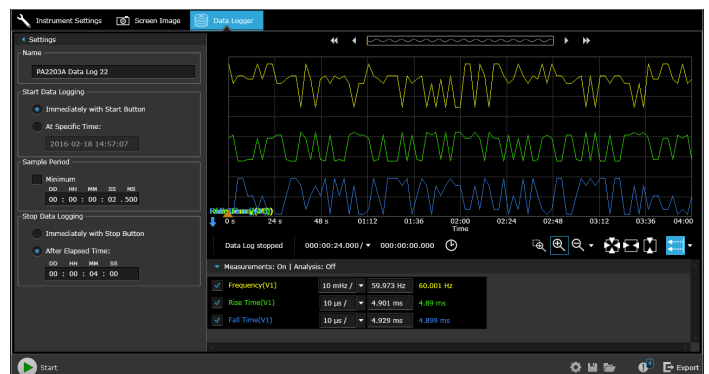 Instrument Settings Screen Image Data Logger
Settings
Name
PA2203A Data Log 22
Start Data Logging
Immediately with Start Button
At Specific Time:
2016-02-18 14:57:07
Sample Period
Minimum
DD HH MM SS MS
00 : 00 : 00 : 02 . 500
Stop Data Logging
Immediately with Stop Button
After Elapsed Time:
DD HH MM SS
00 : 00 : 04 : 00
0 s 24 s 48 s 01:12 01:36 02:00 02:24 02:48 03:12 03:36 04:00
Time
Data Log stopped 000:00:24.000 / 000:00:00.000
Measurements: On | Analysis: Off
Frequency(V1) 10 mHz / 59.973 Hz 60.001 Hz
Rise Time(V1) 10 µs / 4.901 ms 4.89 ms
Fall Time(V1) 10 µs / 4.929 ms 4.899 ms
Start Export